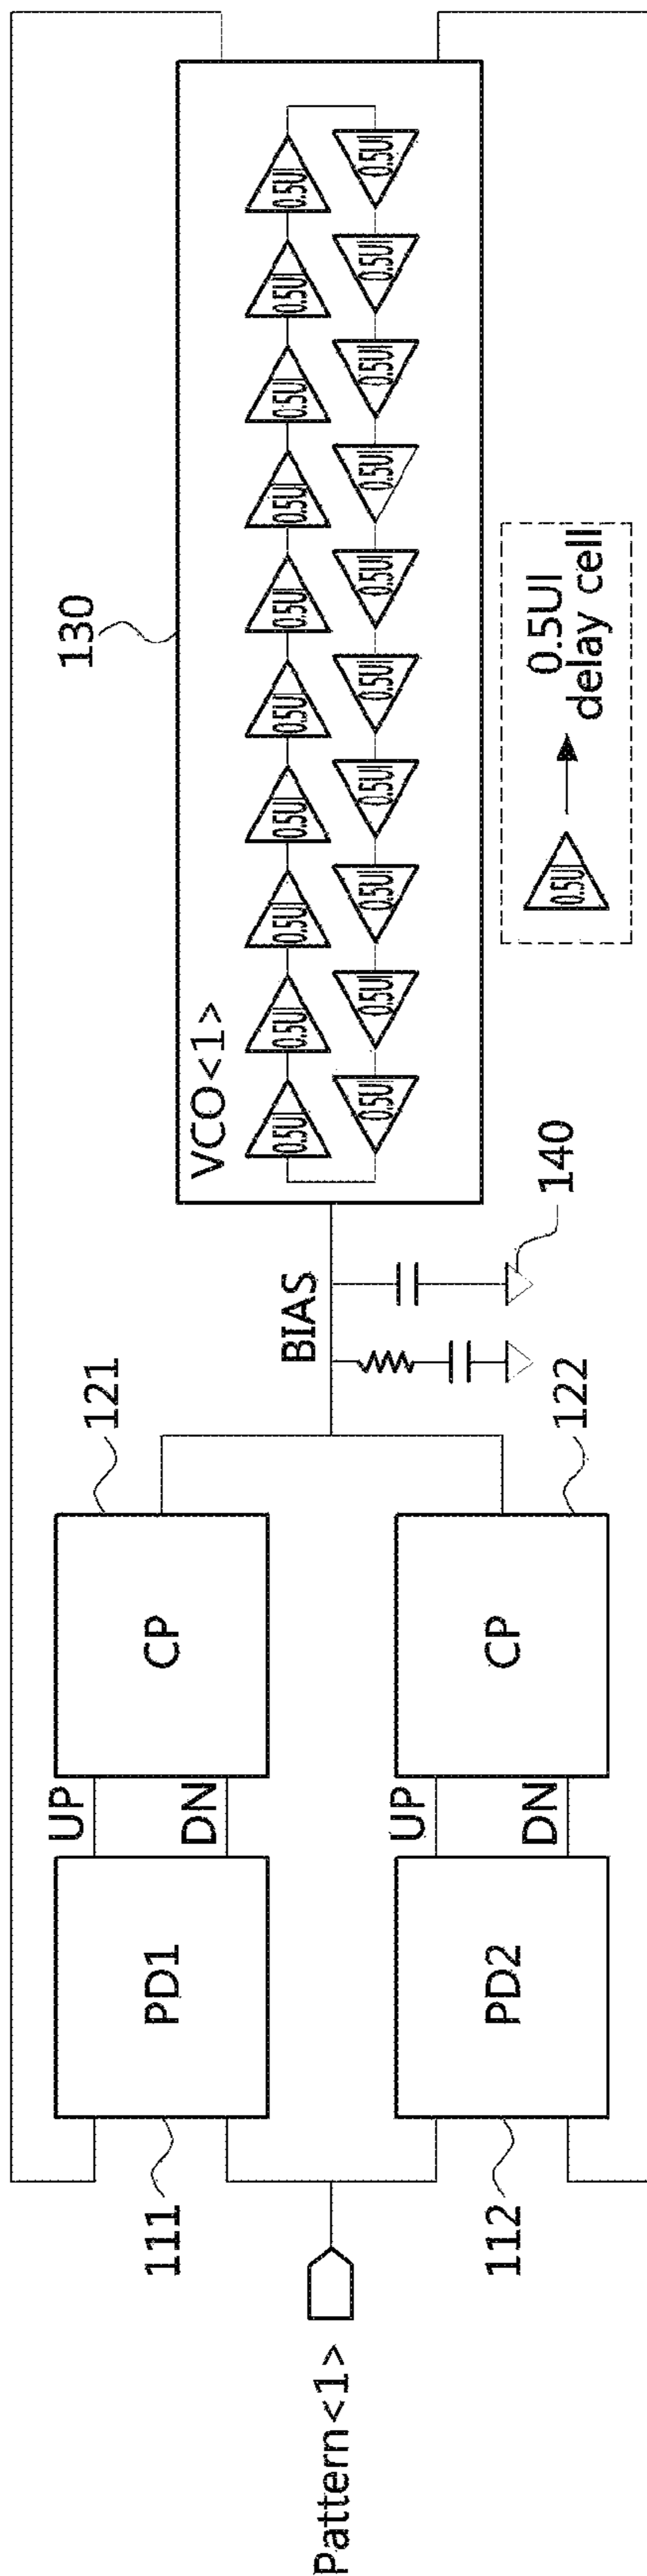 Pattern<1>
111
PD1
UP
DN
CP
121
112
PD2
UP
DN
CP
122
BIAS
140
130
VCO<1>
0.5UI 0.5UI 0.5UI 0.5UI 0.5UI 0.5UI 0.5UI 0.5UI 0.5UI 0.5UI
0.5UI 0.5UI 0.5UI 0.5UI 0.5UI 0.5UI 0.5UI 0.5UI 0.5UI 0.5UI
0.5UI
0.5UI
delay cell